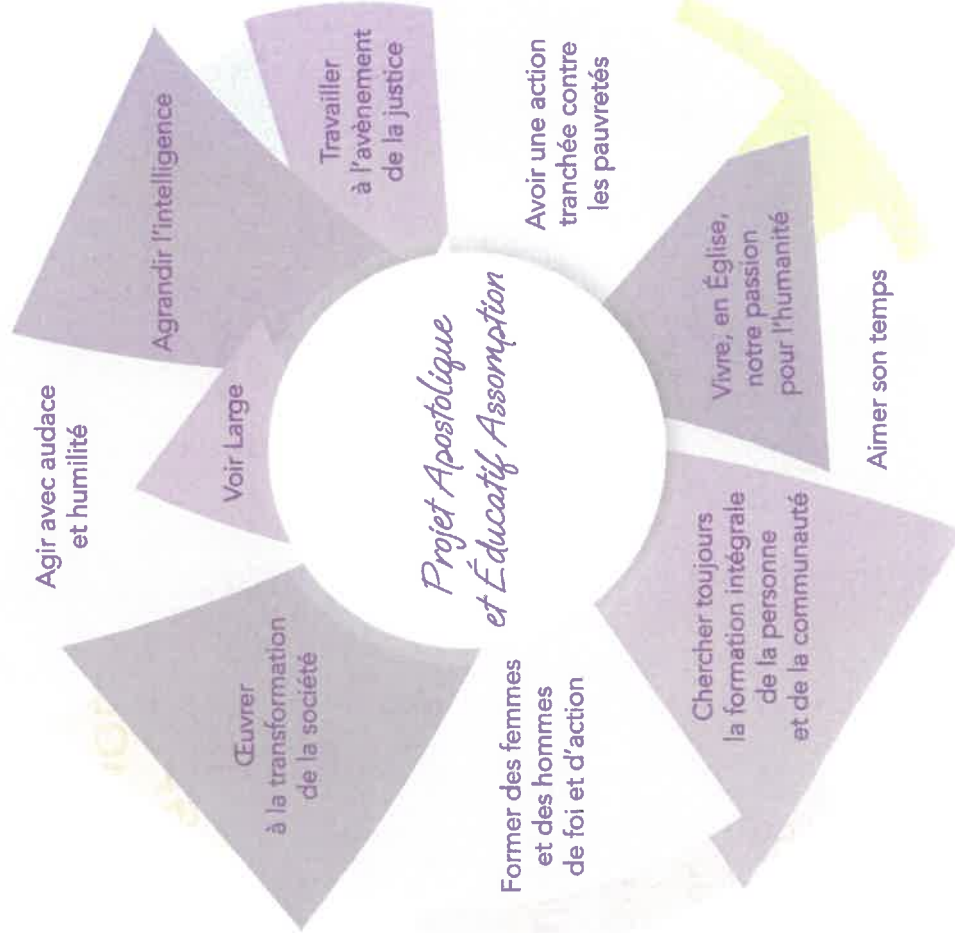 Projet Apostolique
et Éducatif Assomption
Agir avec audace
et humilité
Voir Large
Agrandir l'intelligence
Travailler
à l'avènement
de la justice
Avoir une action
tranchée contre
les pauvretés
Vivre, en Église,
notre passion
pour l'humanité
Aimer son temps
Chercher toujours
la formation intégrale
de la personne
et de la communauté
Former des femmes
et des hommes
de foi et d'action
Œuvrer
à la transformation
de la société